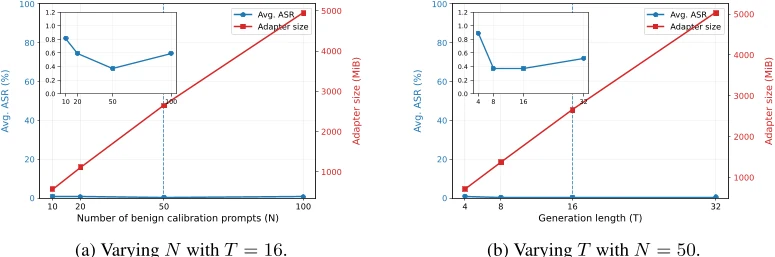 100
80
60
40
20
0
Avg. ASR (%)
1.2
1.0
0.8
0.6
0.4
0.2
0.0
10 20 50 100
Avg. ASR
Adapter size
5000
4000
3000
2000
1000
Adapter size (MiB)
10 20 50 100
Number of benign calibration prompts (N)
(a) Varying N with T = 16.
100
80
60
40
20
0
Avg. ASR (%)
1.2
1.0
0.8
0.6
0.4
0.2
0.0
4 8 16 32
Avg. ASR
Adapter size
5000
4000
3000
2000
1000
Adapter size (MiB)
4 8 16 32
Generation length (T)
(b) Varying T with N = 50.